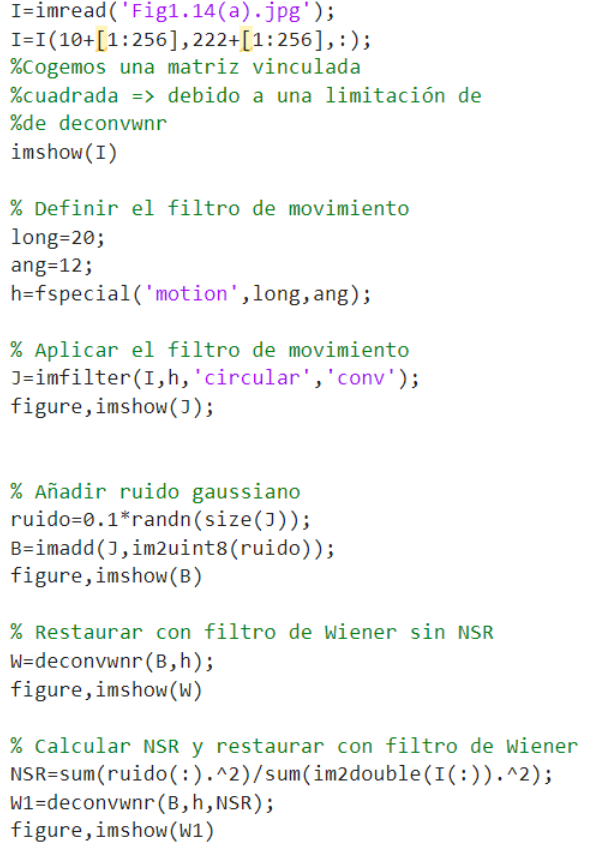 I=imread('Fig1.14(a).jpg');
I=I(10+[1:256],222+[1:256],:);
%Cogemos una matriz vinculada
%cuadrada => debido a una limitación de
%de deconvwnr
imshow(I)
% Definir el filtro de movimiento
long=20;
ang=12;
h=fspecial('motion',long,ang);
% Aplicar el filtro de movimiento
J=imfilter(I,h,'circular','conv');
figure,imshow(J);
% Añadir ruido gaussiano
ruido=0.1*randn(size(J));
B=imadd(J,im2uint8(ruido));
figure,imshow(B)
% Restaurar con filtro de Wiener sin NSR
W=deconvwnr(B,h);
figure,imshow(W)
% Calcular NSR y restaurar con filtro de Wiener
NSR=sum(ruido(:).^2)/sum(im2double(I(:)).^2);
W1=deconvwnr(B,h,NSR);
figure,imshow(W1)